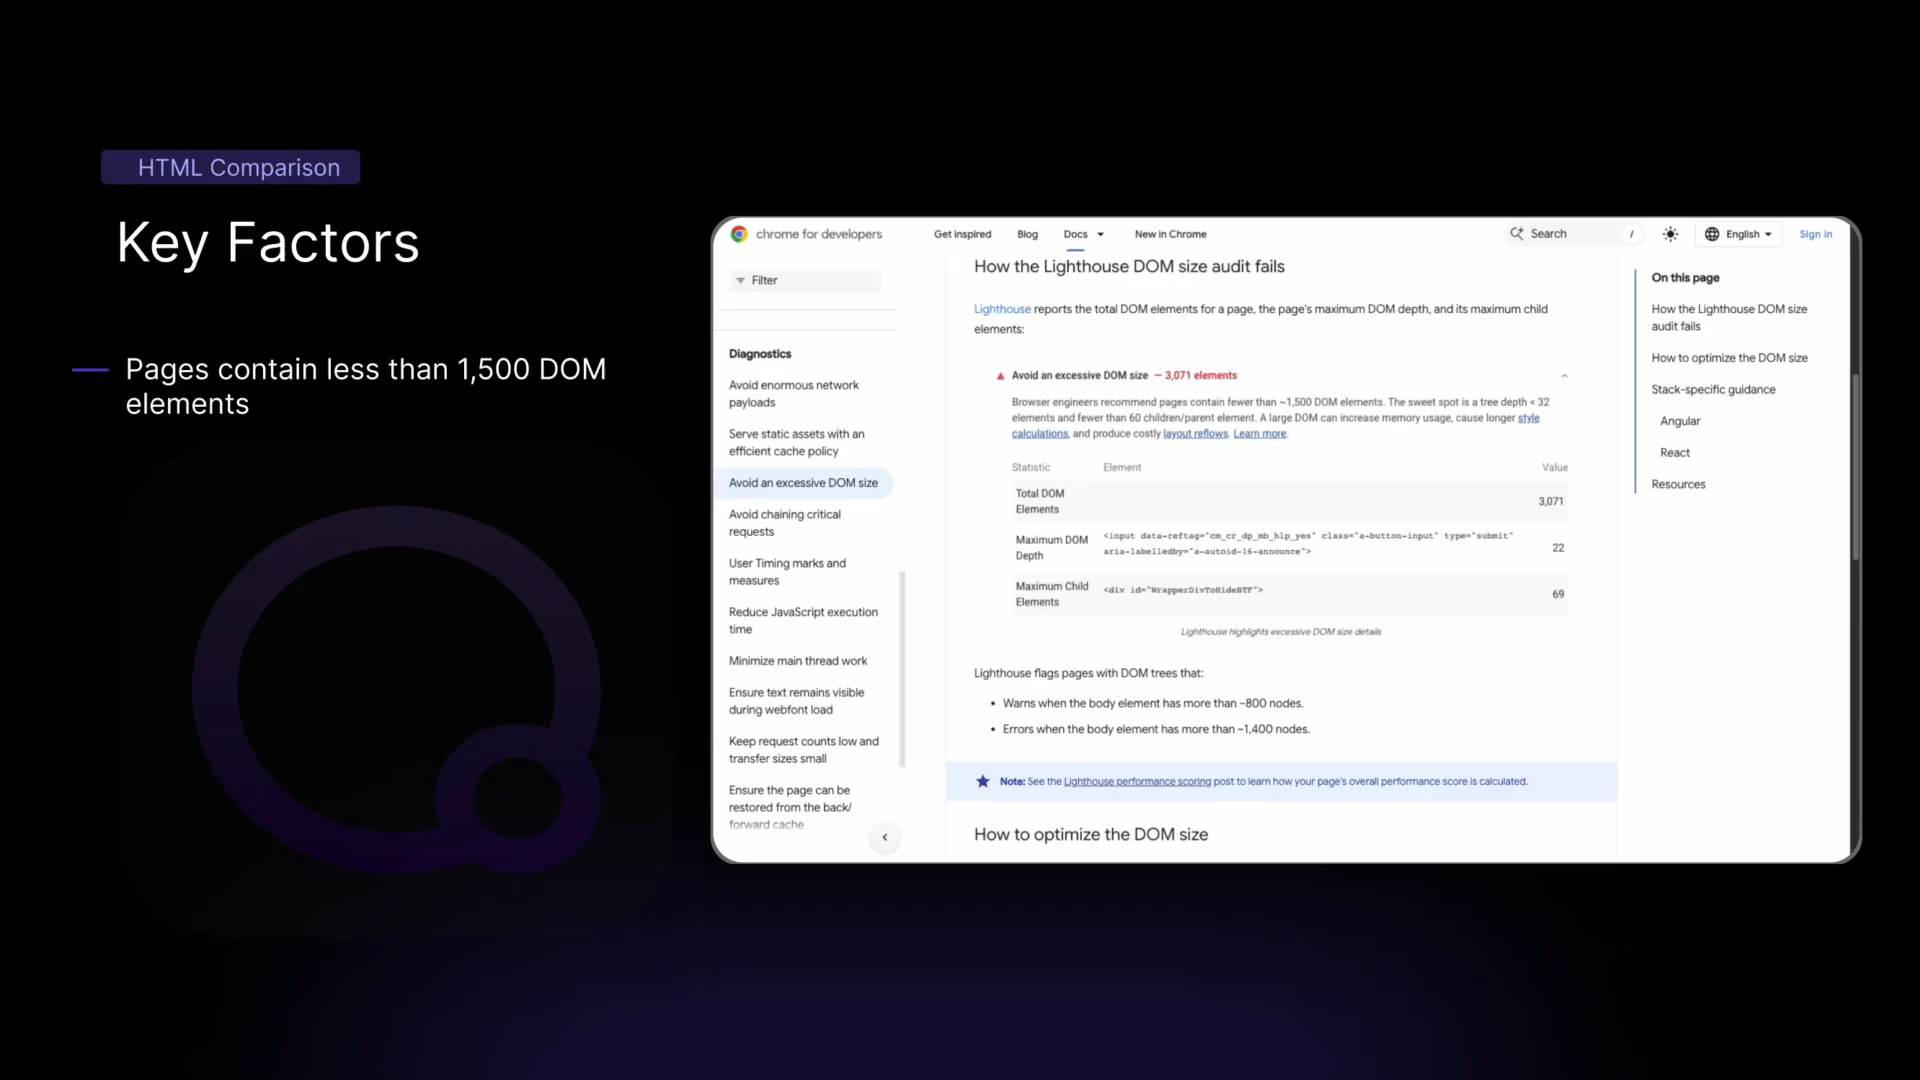 HTML Comparison
Key Factors
Pages contain less than 1,500 DOM
elements
chrome for developers
Get inspired
Blog
Docs
New in Chrome
Search
/
English
Sign in
Filter
Diagnostics
Avoid enormous network
payloads
Serve static assets with an
efficient cache policy
Avoid an excessive DOM size
Avoid chaining critical
requests
User Timing marks and
measures
Reduce JavaScript execution
time
Minimize main thread work
Ensure text remains visible
during webfont load
Keep request counts low and
transfer sizes small
Ensure the page can be
restored from the back/
forward cache
How the Lighthouse DOM size audit fails
Lighthouse reports the total DOM elements for a page, the page's maximum DOM depth, and its maximum child
elements:
Avoid an excessive DOM size — 3,071 elements
Browser engineers recommend pages contain fewer than ~1,500 DOM elements. The sweet spot is a tree depth < 32
elements and fewer than 60 children/parent element. A large DOM can increase memory usage, cause longer style
calculations, and produce costly layout reflows. Learn more.
Statistic Element Value
Total DOM
Elements
3,071
Maximum DOM
Depth
<input data-reftag="cm_cr_dp_mb_hlp_yes" class="a-button-input" type="submit"
aria-labelledby="a-autoid-16-announce">
22
Maximum Child
Elements
<div id="WrapperDivToHideBTF">
69
Lighthouse highlights excessive DOM size details
Lighthouse flags pages with DOM trees that:
• Warns when the body element has more than ~800 nodes.
• Errors when the body element has more than ~1,400 nodes.
Note: See the Lighthouse performance scoring post to learn how your page's overall performance score is calculated.
How to optimize the DOM size
On this page
How the Lighthouse DOM size
audit fails
How to optimize the DOM size
Stack-specific guidance
Angular
React
Resources